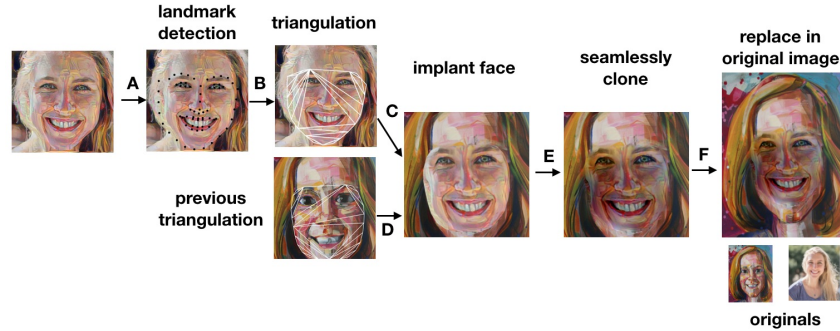 landmark
detection
triangulation
implant face
seamlessly
clone
replace in
original image
A
B
C
previous
triangulation
D
E
F
originals